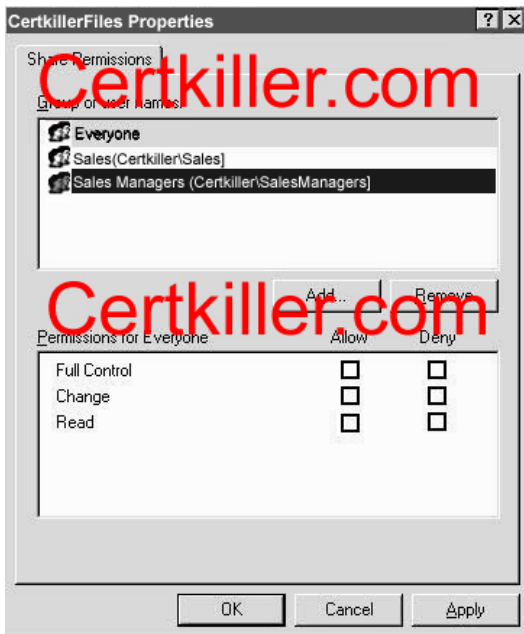 CertkillerFiles Properties
Share Permissions
Certkiller.com
Group or user names:
Everyone
Sales(Certkiller\Sales]
Sales Managers (Certkiller\SalesManagers]
Add... Remove
Certkiller.com
Permissions for Everyone Allow Deny
Full Control
Change
Read
OK Cancel Apply